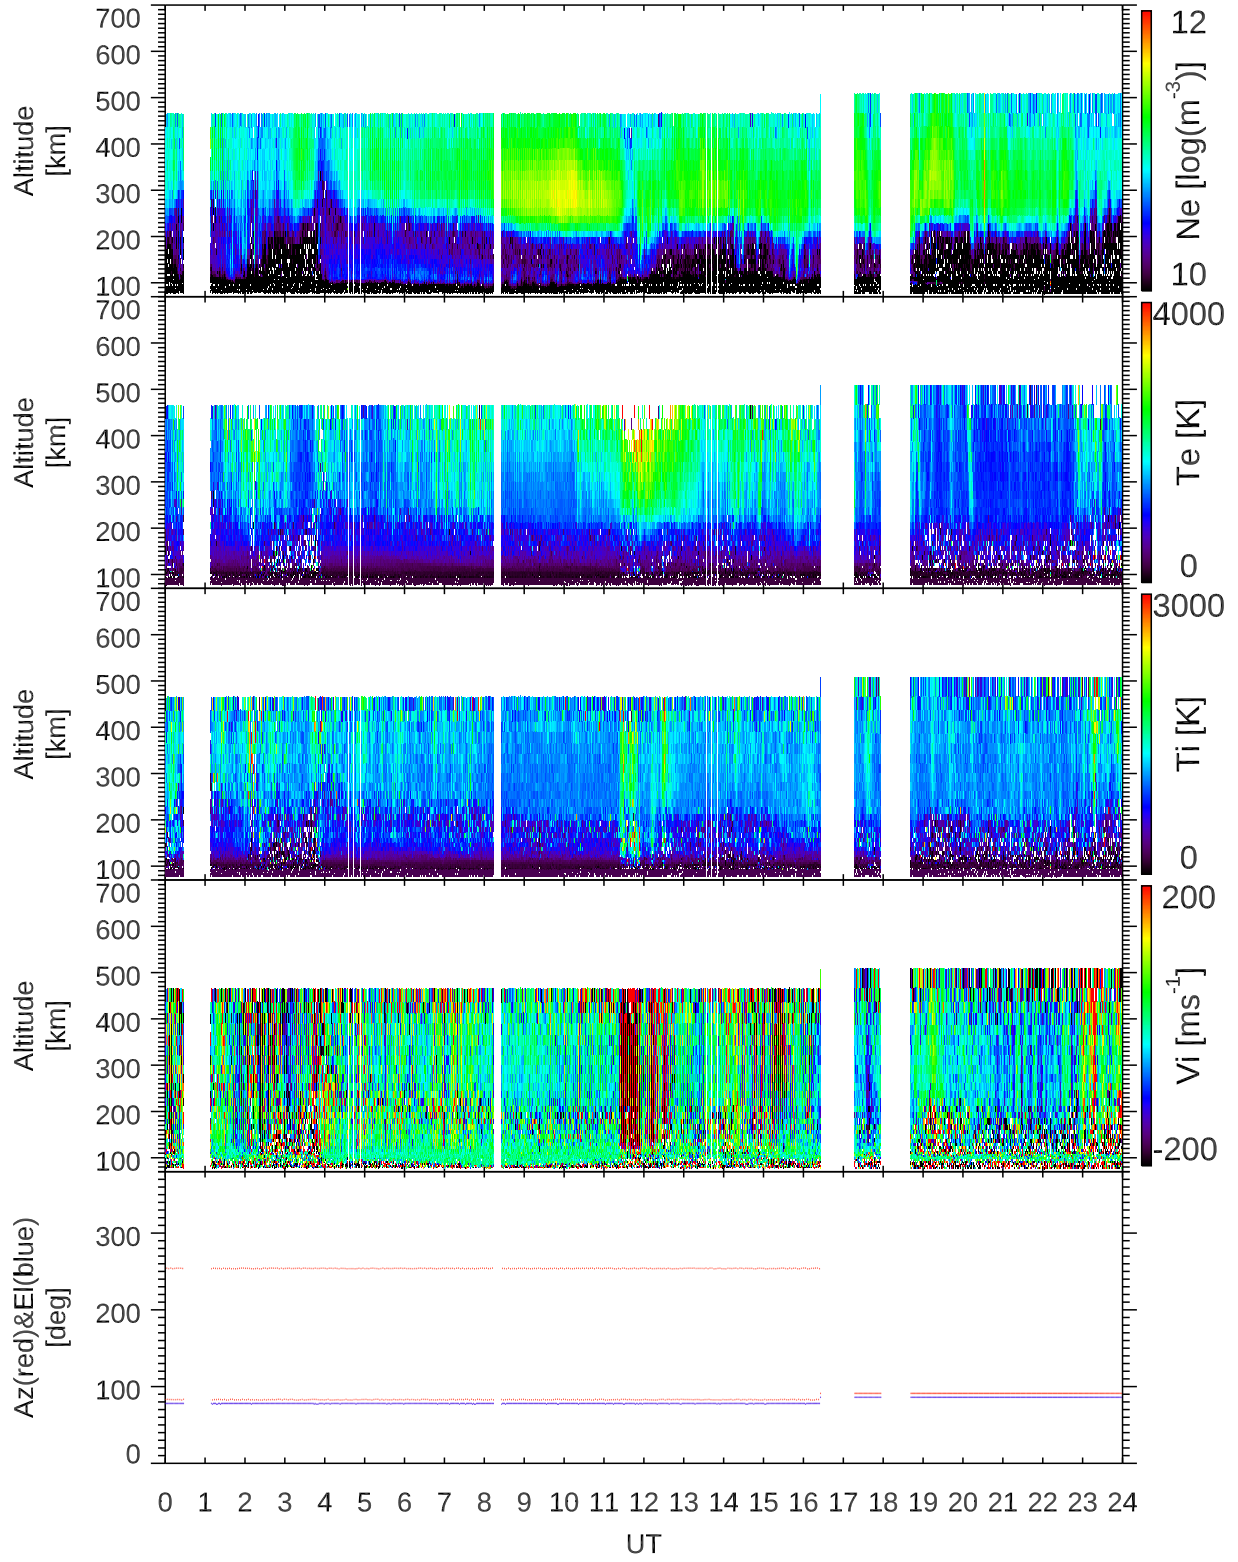 700
600
500
400
300
200
100
Altitude
[km]
12
Ne [log(m⁻³)]
10
700
600
500
400
300
200
100
Altitude
[km]
4000
Te [K]
0
700
600
500
400
300
200
100
Altitude
[km]
3000
Ti [K]
0
700
600
500
400
300
200
100
Altitude
[km]
200
Vi [ms⁻¹]
-200
300
200
100
0
Az(red)&El(blue)
[deg]
0 1 2 3 4 5 6 7 8 9 10 11 12 13 14 15 16 17 18 19 20 21 22 23 24
UT